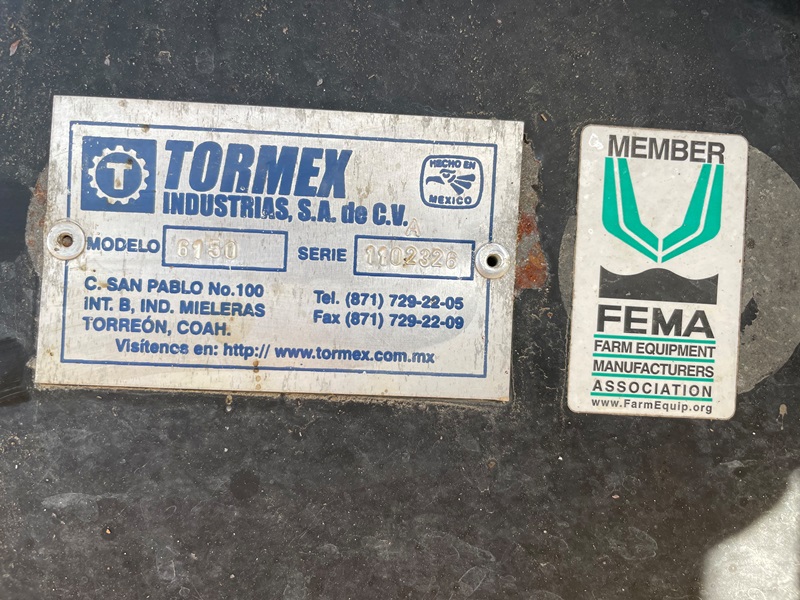 TORMEX
INDUSTRIAS, S.A. de C.V.
HECHO EN
MEXICO
MODELO 6150
A
SERIE 1102326
C. SAN PABLO No.100
INT. B, IND. MIELERAS
TORREÓN, COAH.
Tel. (871) 729-22-05
Fax (871) 729-22-09
Visítenos en: http:// www.tormex.com.mx
MEMBER
FEMA
FARM EQUIPMENT
MANUFACTURERS
ASSOCIATION
www.FarmEquip.org